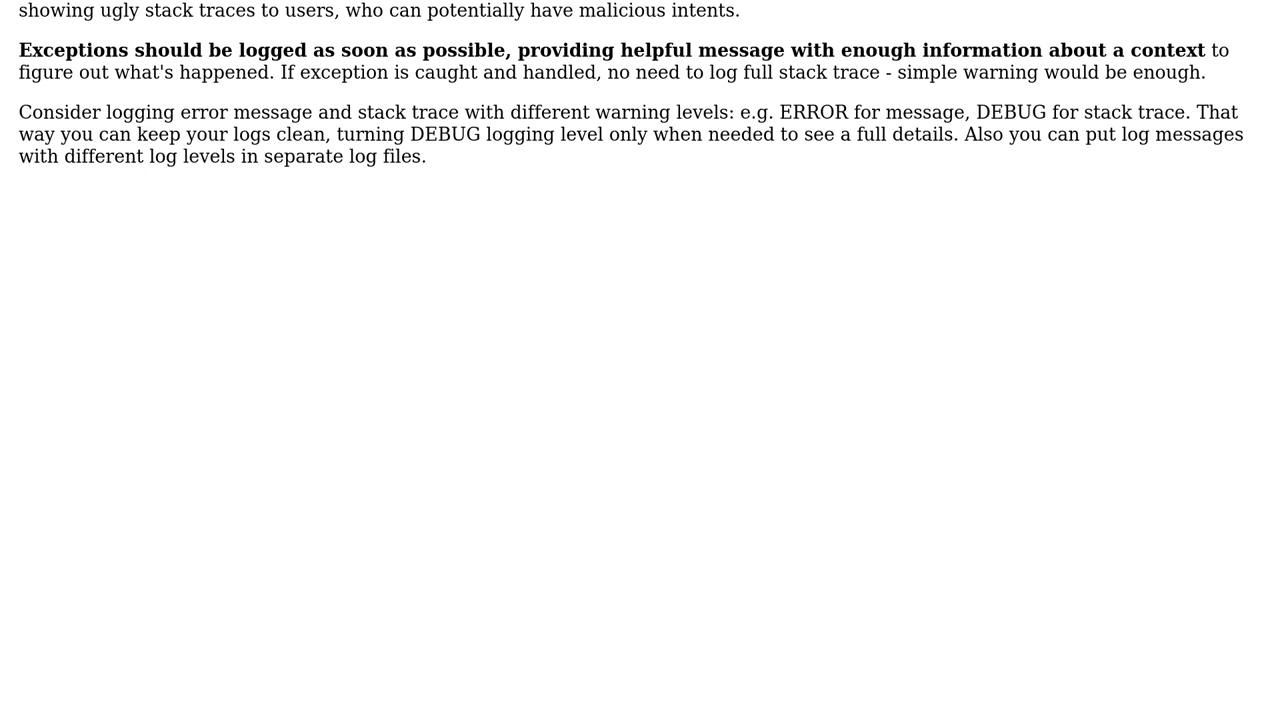 showing ugly stack traces to users, who can potentially have malicious intents.
Exceptions should be logged as soon as possible, providing helpful message with enough information about a context to
figure out what's happened. If exception is caught and handled, no need to log full stack trace - simple warning would be enough.
Consider logging error message and stack trace with different warning levels: e.g. ERROR for message, DEBUG for stack trace. That
way you can keep your logs clean, turning DEBUG logging level only when needed to see a full details. Also you can put log messages
with different log levels in separate log files.